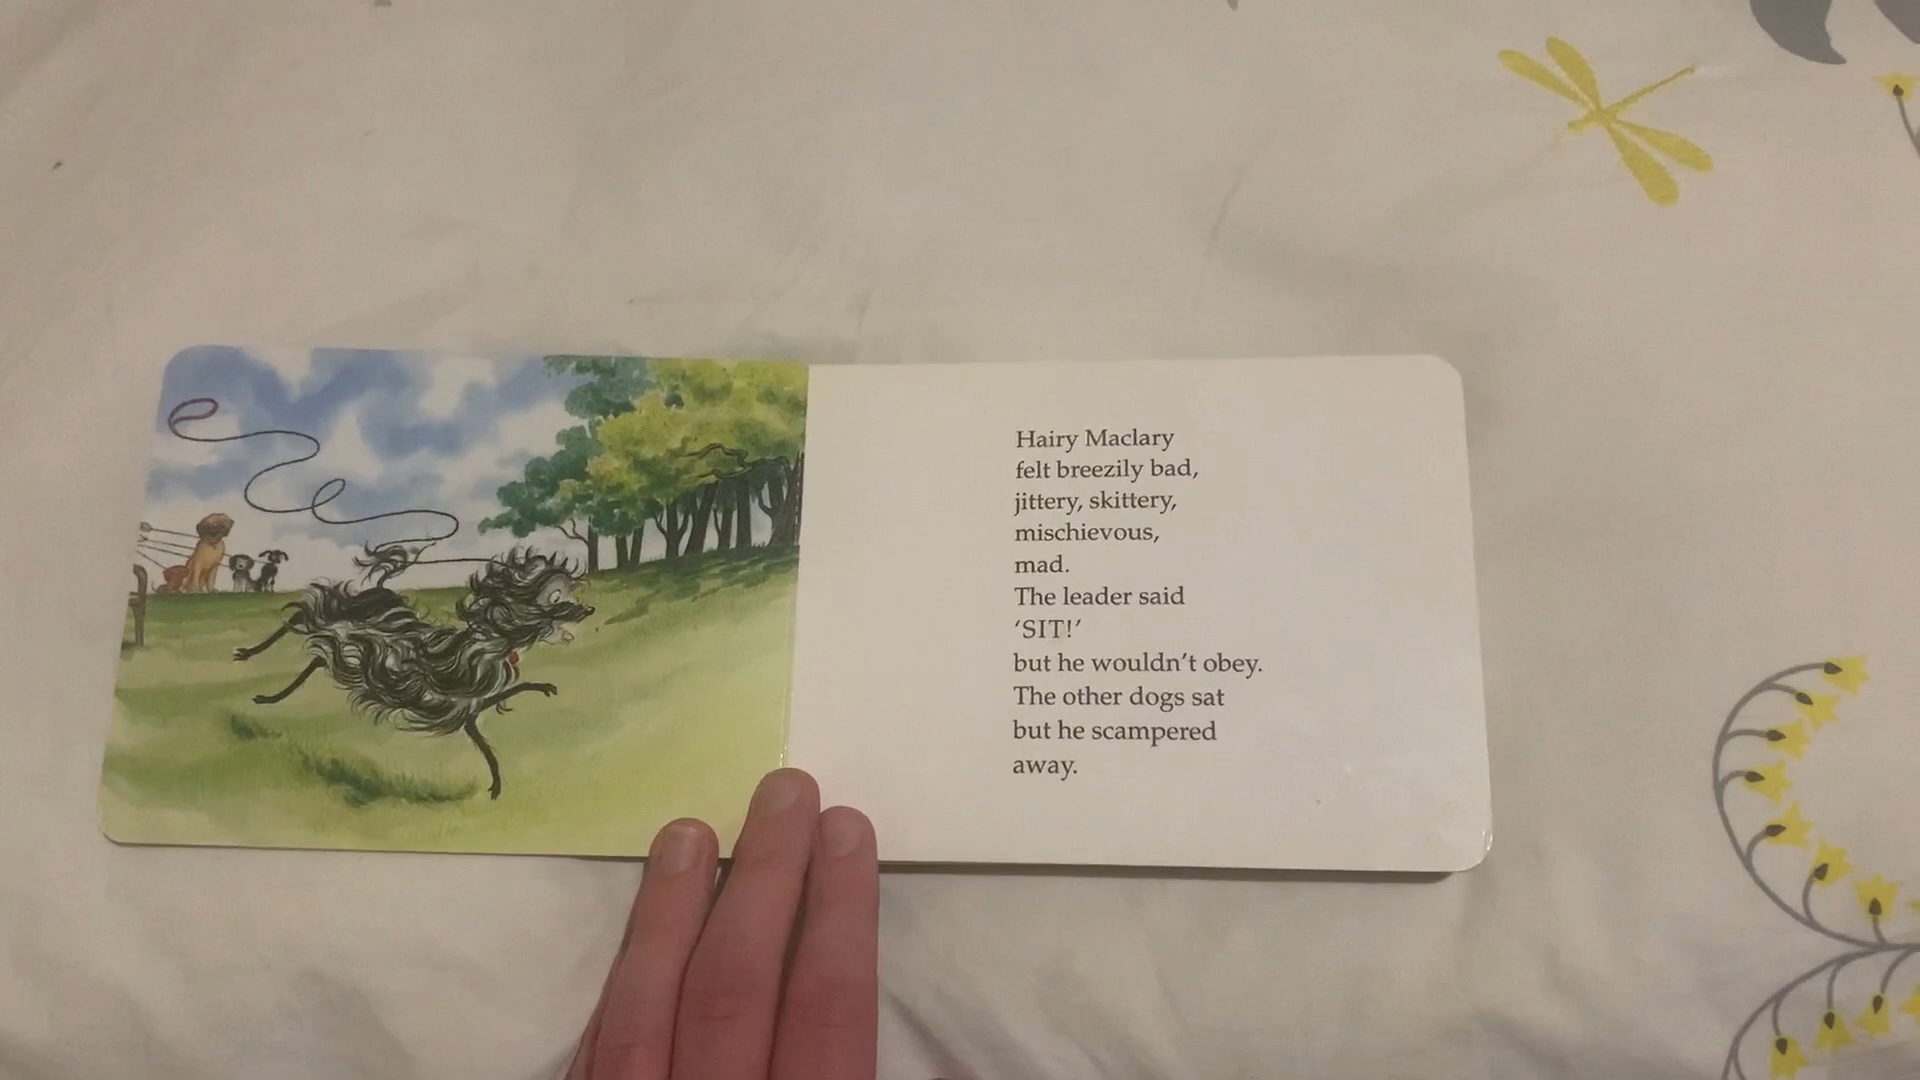 Hairy Maclary
felt breezily bad,
jittery, skittery,
mischievous,
mad.
The leader said
‘SIT!’
but he wouldn’t obey.
The other dogs sat
but he scampered
away.